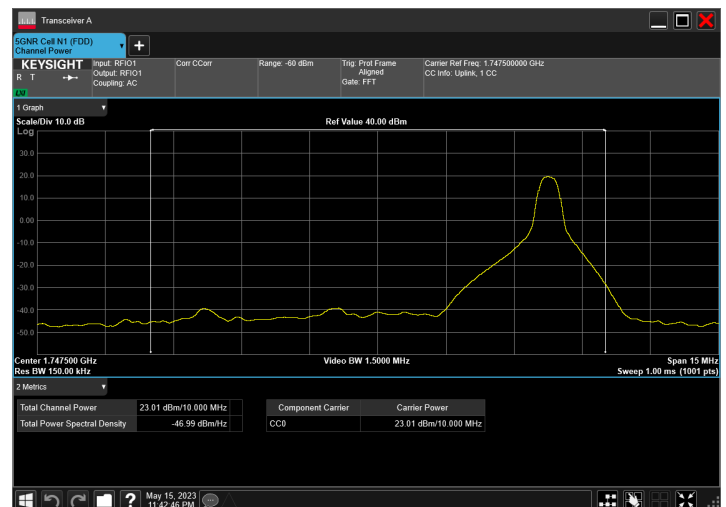 Transceiver A
5GNR Cell N1 (FDD)
Channel Power
KEYSIGHT
R T
LXI
Input: RFIO1
Output: RFIO1
Coupling: AC
Corr CCorr
Range: -60 dBm
Trig: Prot Frame
Aligned
Gate: FFT
Carrier Ref Freq: 1.747500000 GHz
CC Info: Uplink, 1 CC
1 Graph
Scale/Div 10.0 dB
Ref Value 40.00 dBm
Log
30.0
20.0
10.0
0.00
-10.0
-20.0
-30.0
-40.0
-50.0
Center 1.747500 GHz
Video BW 1.5000 MHz
Span 15 MHz
Res BW 150.00 kHz
Sweep 1.00 ms (1001 pts)
2 Metrics
Total Channel Power 23.01 dBm/10.000 MHz
Total Power Spectral Density -46.99 dBm/Hz
Component Carrier Carrier Power
CC0 23.01 dBm/10.000 MHz
?
May 15, 2023
11:42:46 PM